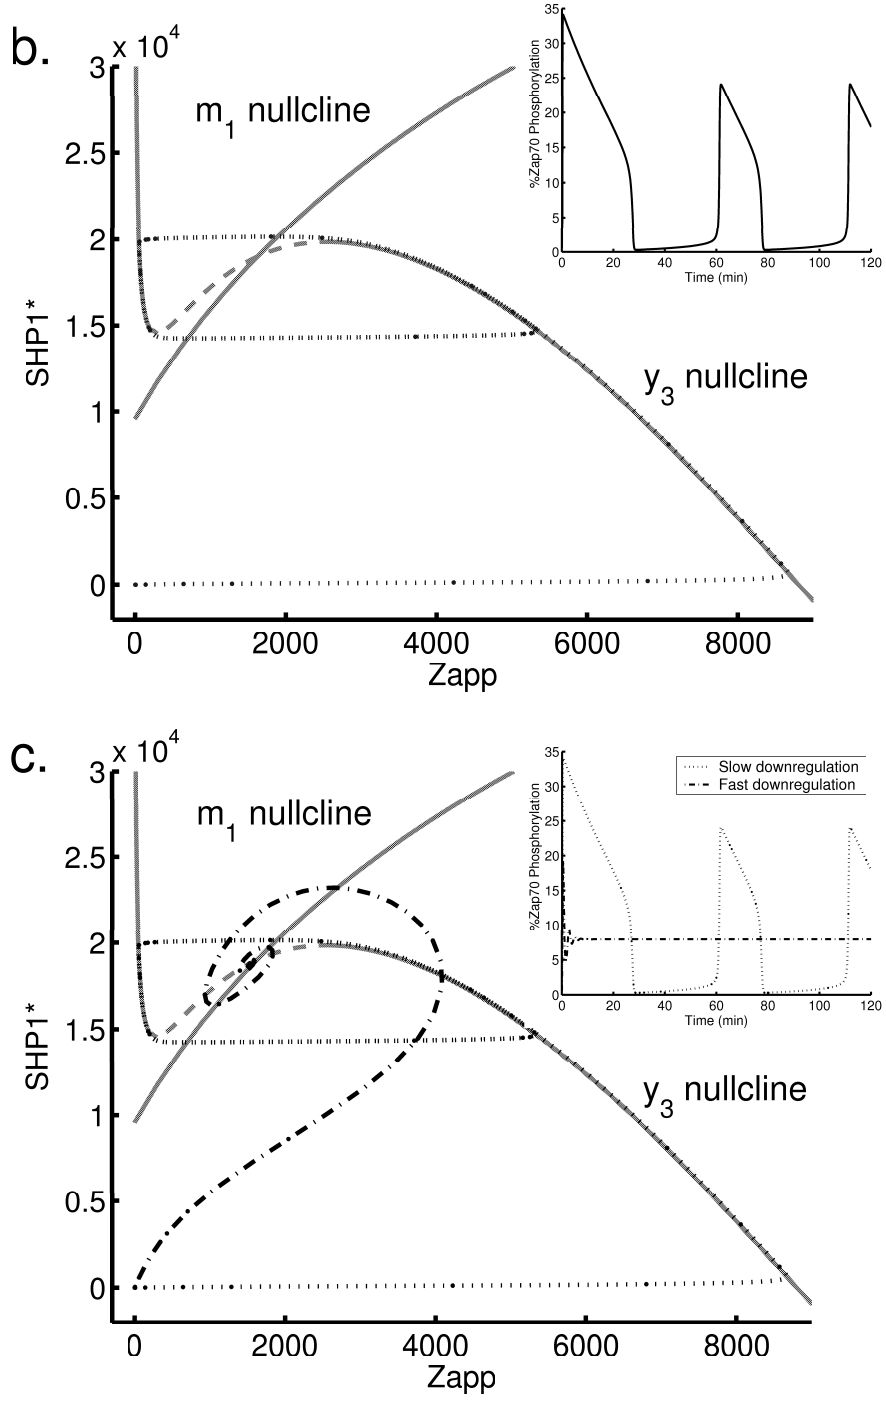 b.
x 10^4
3
2.5
2
1.5
1
0.5
0
SHP1*
m_1 nullcline
y_3 nullcline
0 2000 4000 6000 8000
Zapp
35
30
25
20
15
10
5
0
%Zap70 Phosphorylation
0 20 40 60 80 100 120
Time (min)
c.
x 10^4
3
2.5
2
1.5
1
0.5
0
SHP1*
m_1 nullcline
y_3 nullcline
0 2000 4000 6000 8000
Zapp
35
30
25
20
15
10
5
0
%Zap70 Phosphorylation
Slow downregulation
Fast downregulation
0 20 40 60 80 100 120
Time (min)